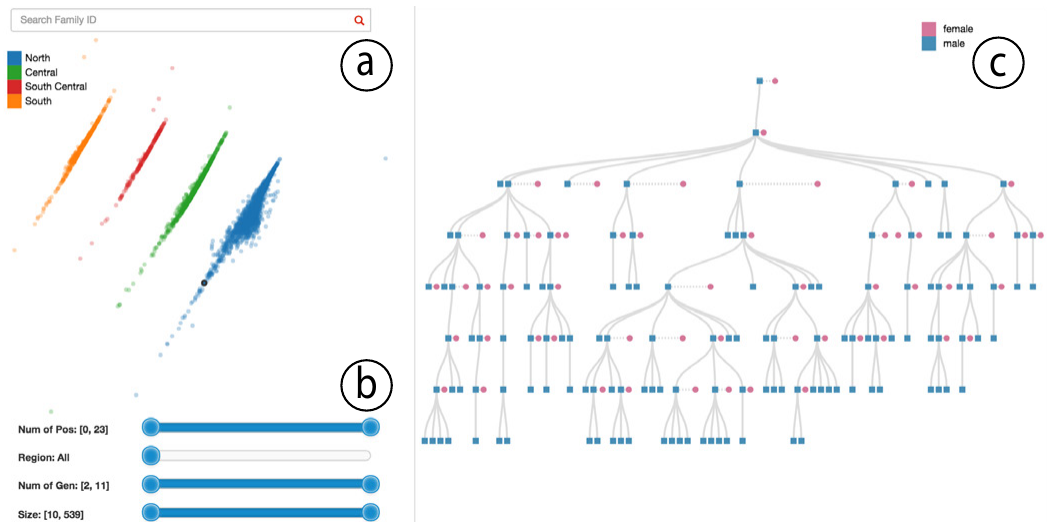 Search Family ID
a
North
Central
South Central
South
b
Num of Pos: [0, 23]
Region: All
Num of Gen: [2, 11]
Size: [10, 539]
female
male
c